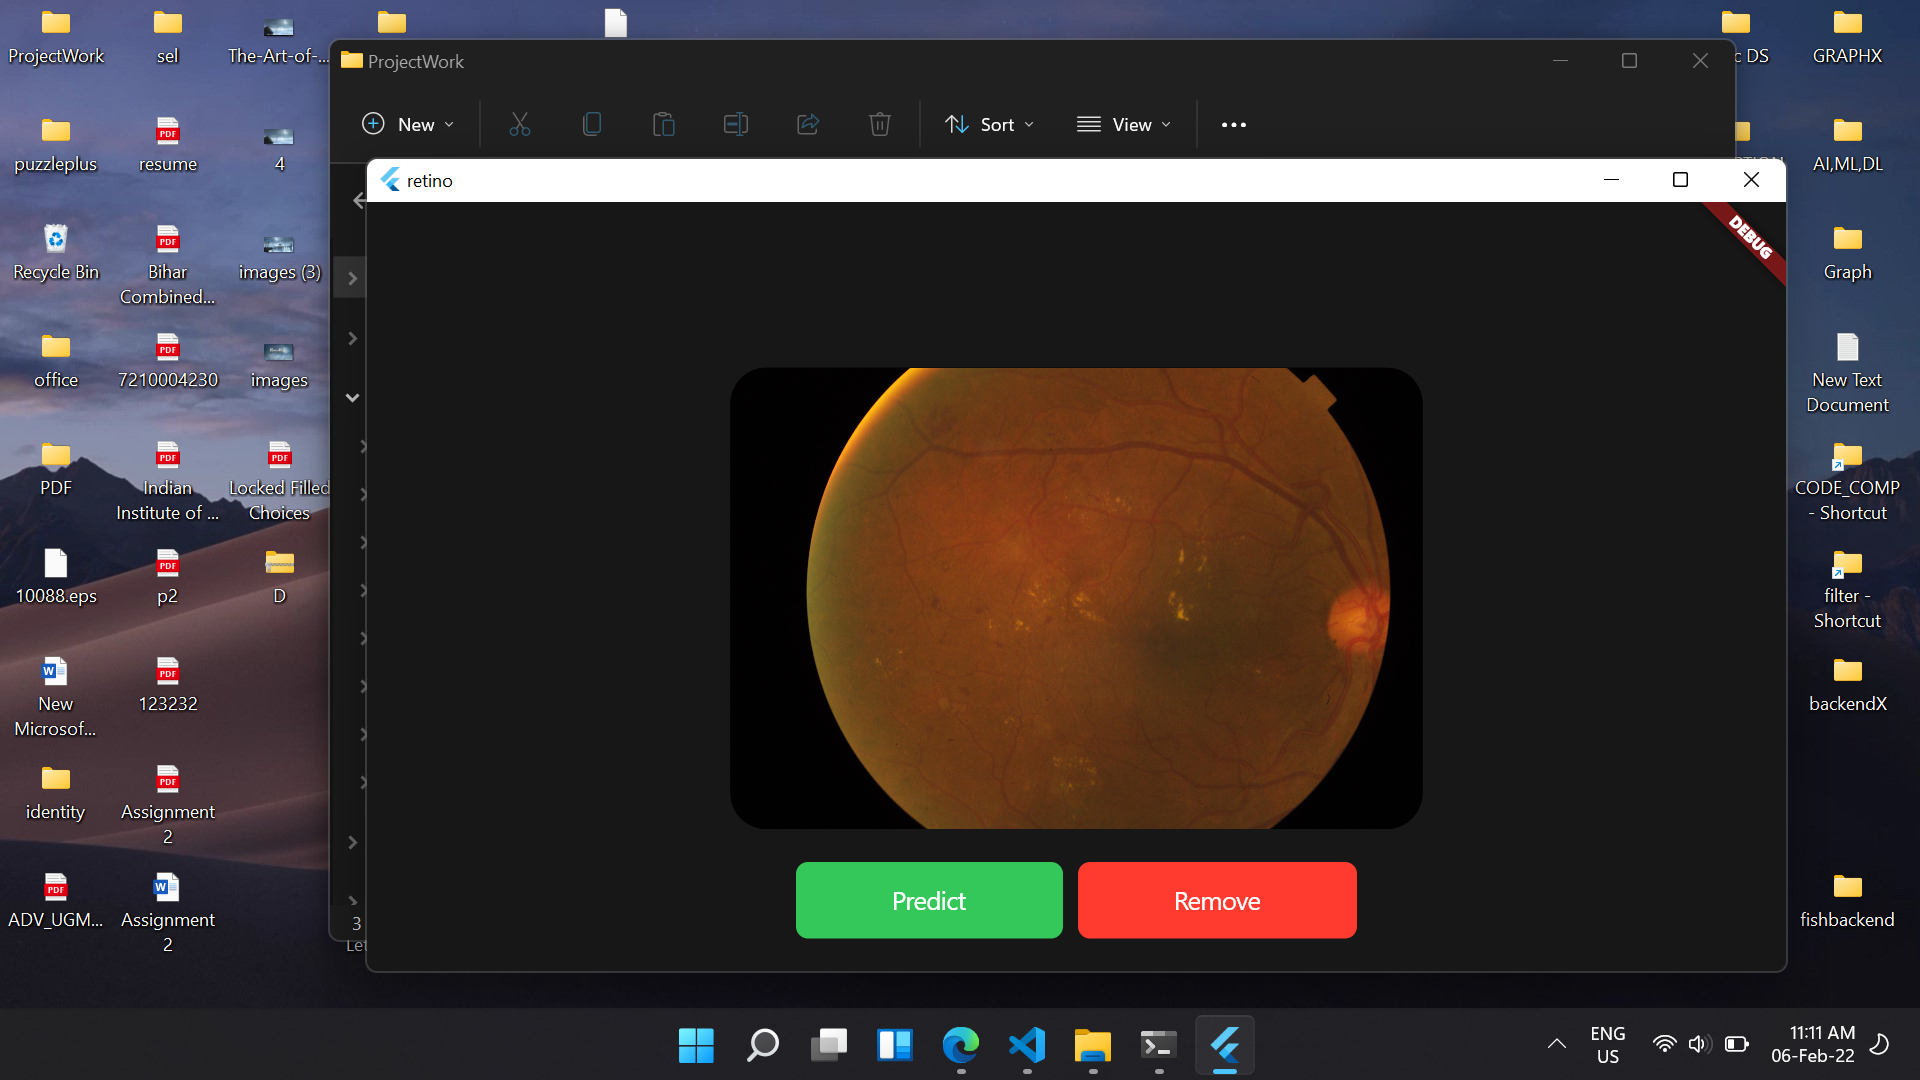 ProjectWork
sel
The-Art-of-...
c DS
GRAPHX
ProjectWork
New
Sort
View
puzzleplus
resume
4
AI,ML,DL
retino
DEBUG
Recycle Bin
Bihar
Combined...
images (3)
Graph
office
7210004230
images
New Text
Document
PDF
Indian
Institute of ...
Locked Filled
Choices
CODE_COMP
- Shortcut
10088.eps
p2
D
filter -
Shortcut
New
Microsof...
123232
backendX
identity
Assignment
2
ADV_UGM...
Assignment
2
3
Let
fishbackend
Predict
Remove
ENG
US
11:11 AM
06-Feb-22